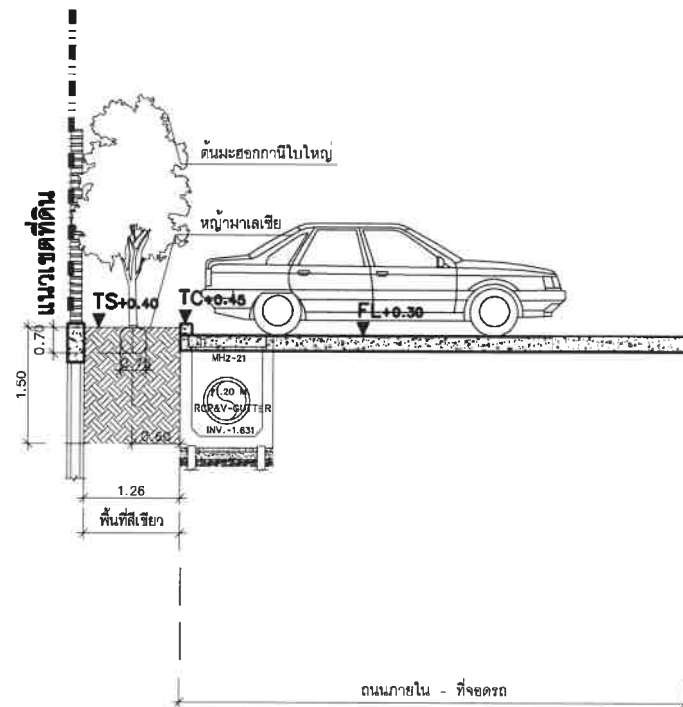 ต้นมะฮอกกานีใบใหญ่
หญ้ามาเลเซีย
แนวเขตที่ดิน
TS+0.40
TC+0.45
FL+0.30
0.70
1.50
MH2-21
1.20 M
RCP&V-GUTTER
INV.-1.631
0.60
1.26
พื้นที่สีเขียว
ถนนภายใน - ที่จอดรถ